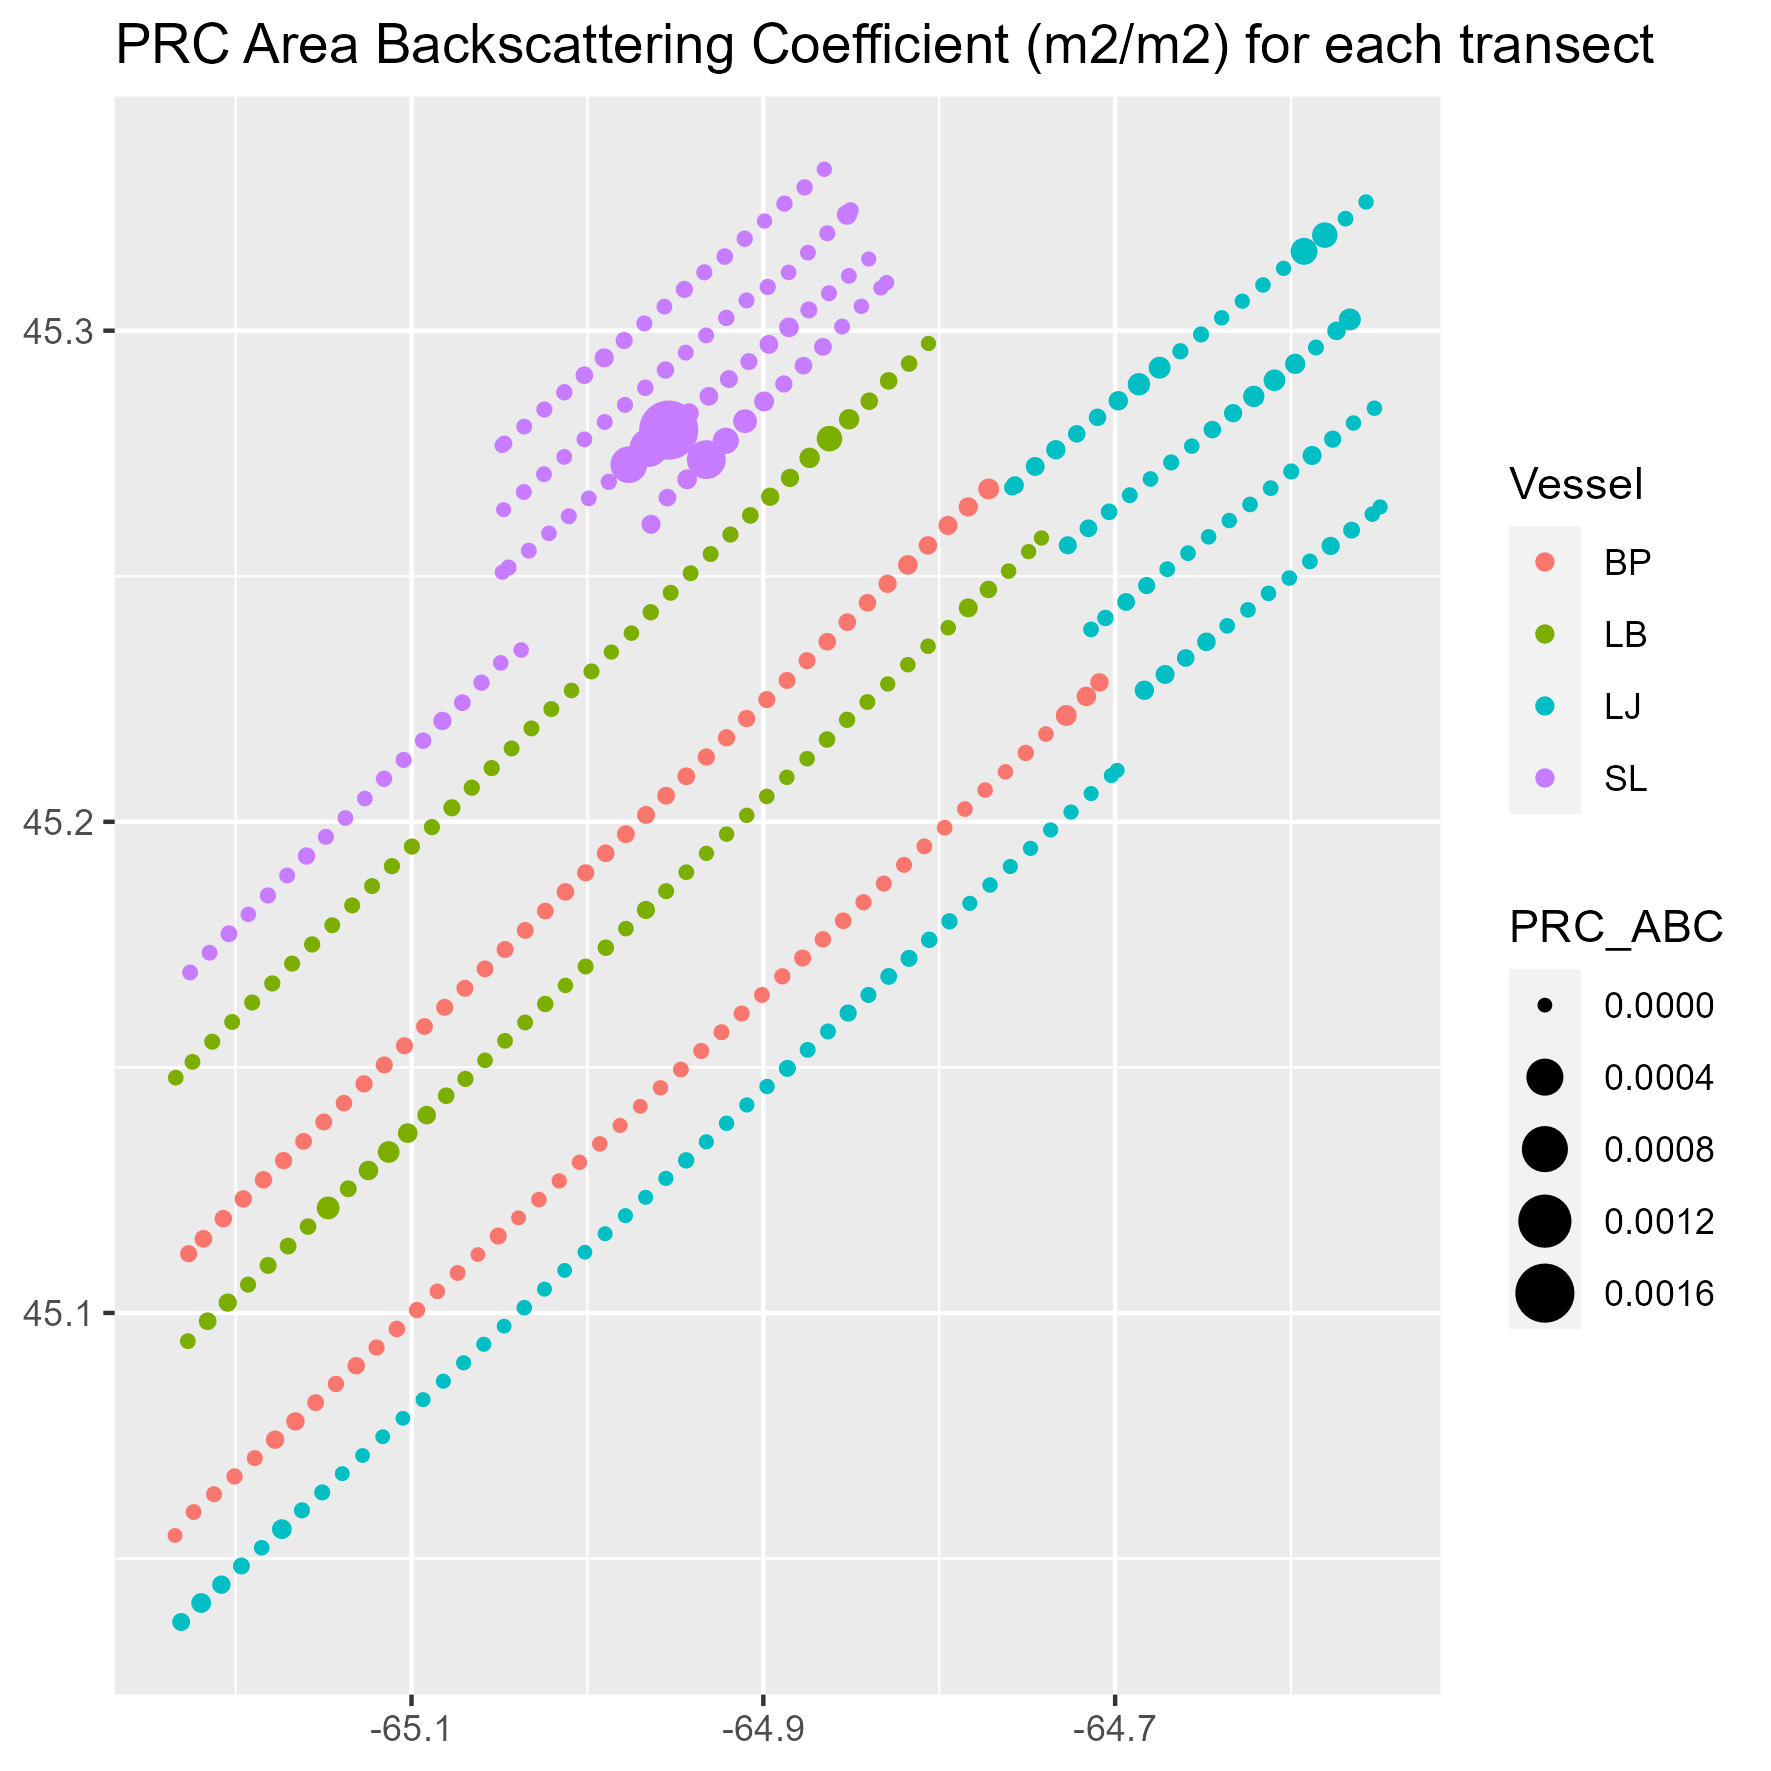 PRC Area Backscattering Coefficient (m2/m2) for each transect
45.3
45.2
45.1
-65.1
-64.9
-64.7
Vessel
BP
LB
LJ
SL
PRC_ABC
0.0000
0.0004
0.0008
0.0012
0.0016